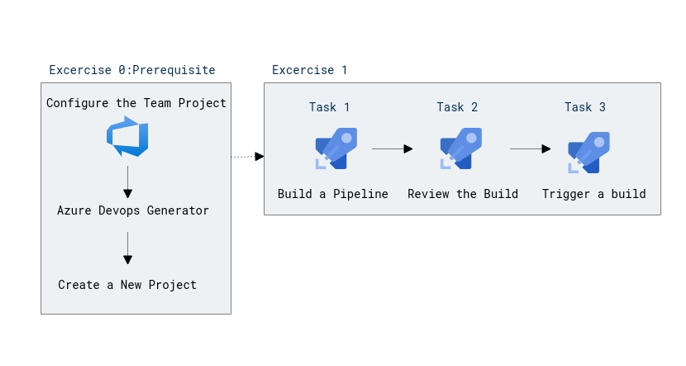 Excercise 0:Prerequisite
Configure the Team Project
Azure Devops Generator
Create a New Project
Excercise 1
Task 1
Task 2
Task 3
Build a Pipeline
Review the Build
Trigger a build